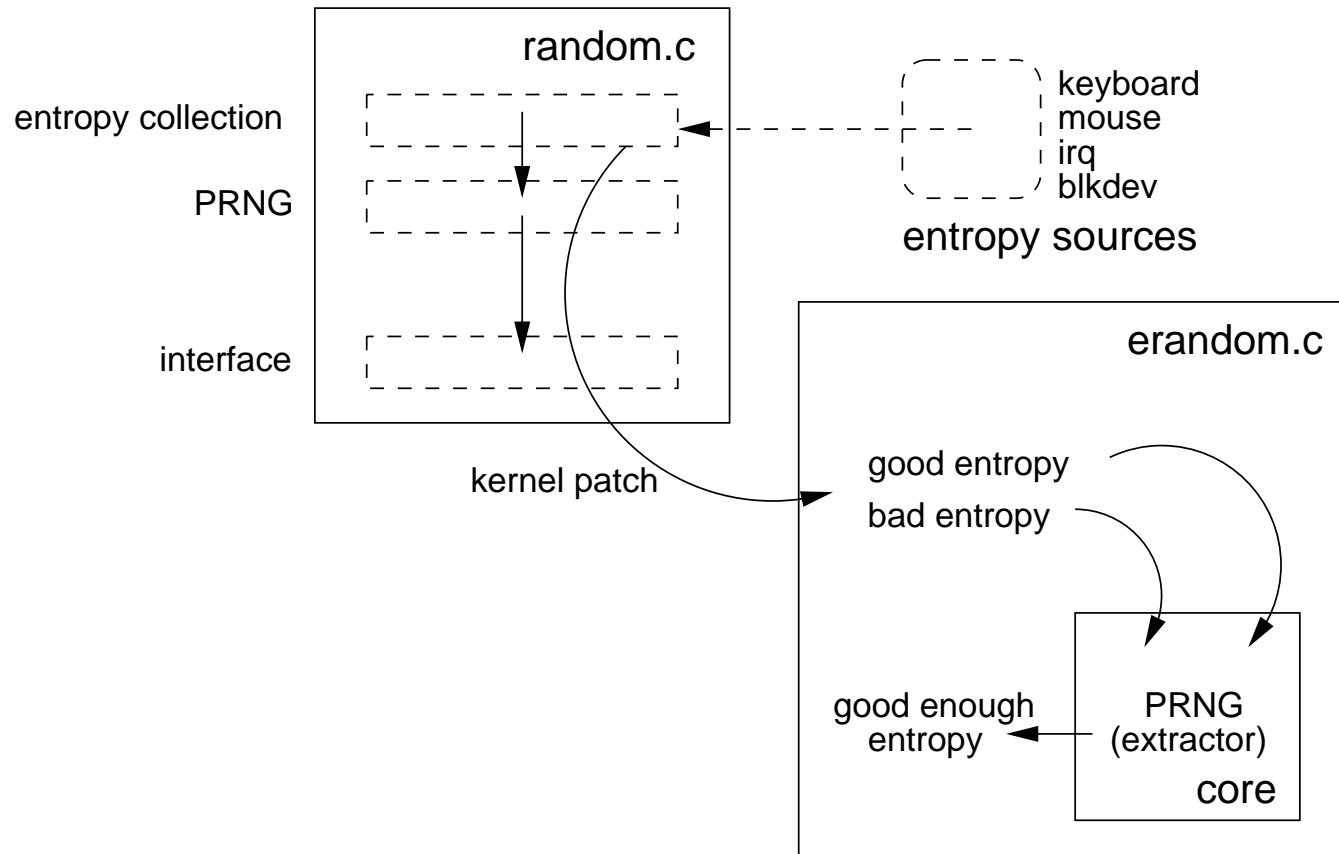 random.c
entropy collection
PRNG
interface
keyboard
mouse
irq
blkdev
entropy sources
kernel patch
erandom.c
good entropy
bad entropy
good enough
entropy
PRNG
(extractor)
core